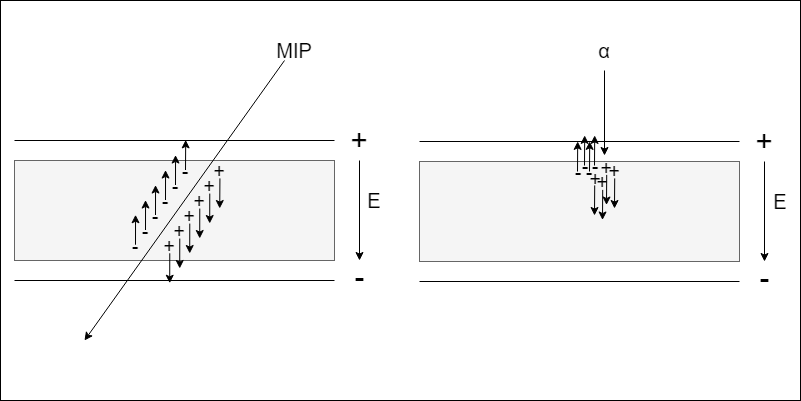 MIP
α
+
+
E
E
-
-
- - - - - -
+ + + + + +
- - - -
+ + + + +